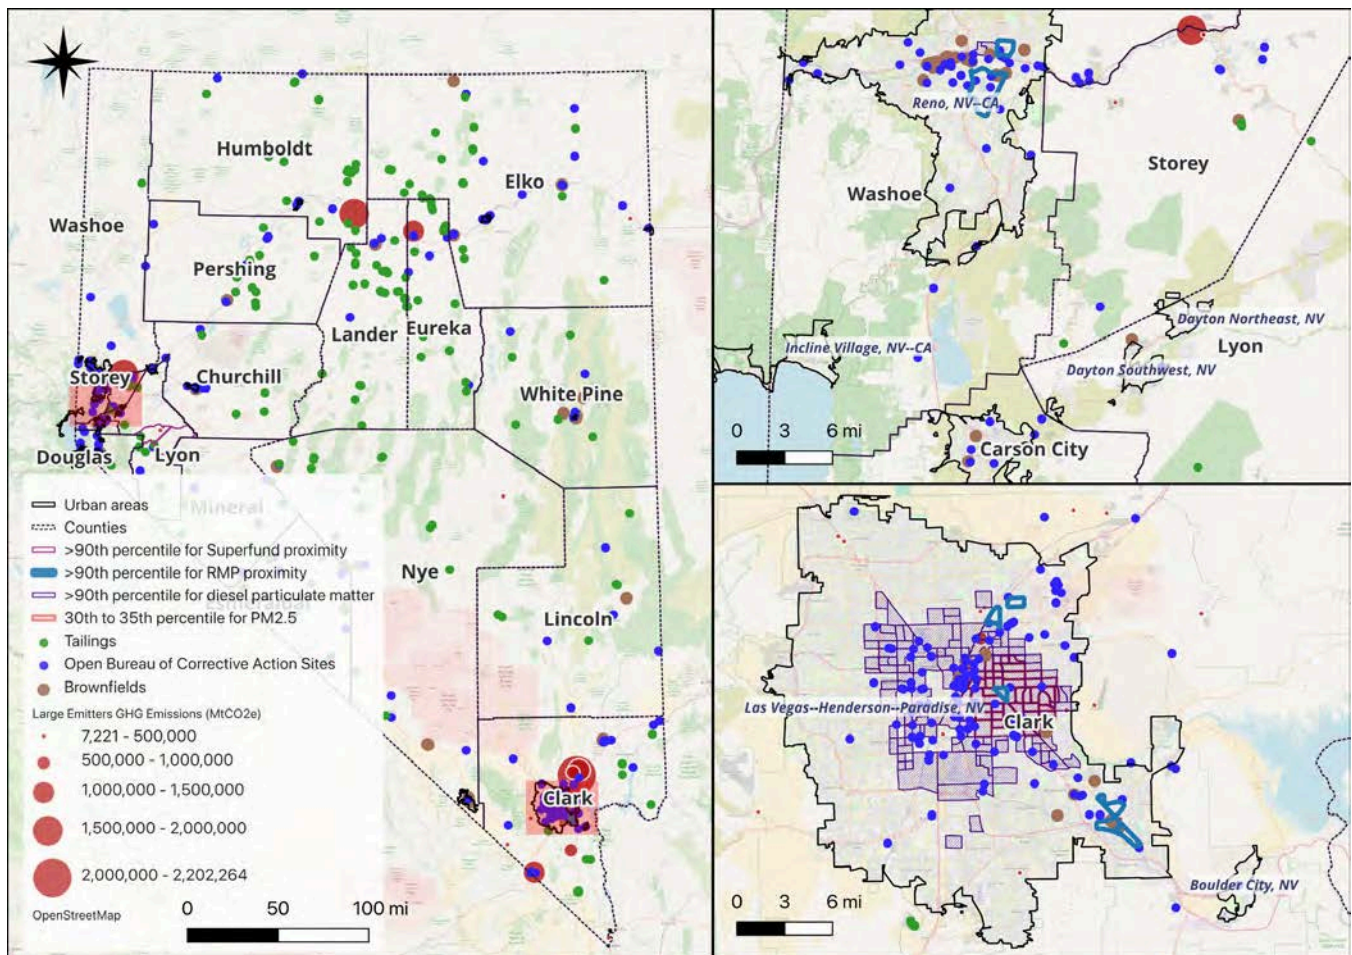 Humboldt
Elko
Washoe
Pershing
Lander
Eureka
Storey
Churchill
White Pine
Douglas
Lyon
Mineral
Nye
Esmeralda
Lincoln
Clark
Urban areas
Counties
>90th percentile for Superfund proximity
>90th percentile for RMP proximity
>90th percentile for diesel particulate matter
30th to 35th percentile for PM2.5
Tailings
Open Bureau of Corrective Action Sites
Brownfields
Large Emitters GHG Emissions (MtCO2e)
7,221 - 500,000
500,000 - 1,000,000
1,000,000 - 1,500,000
1,500,000 - 2,000,000
2,000,000 - 2,202,264
OpenStreetMap
0 50 100 mi
Reno, NV--CA
Storey
Washoe
Dayton Northeast, NV
Incline Village, NV--CA
Lyon
Dayton Southwest, NV
0 3 6 mi
Carson City
Las Vegas--Henderson--Paradise, NV
Clark
Boulder City, NV
0 3 6 mi